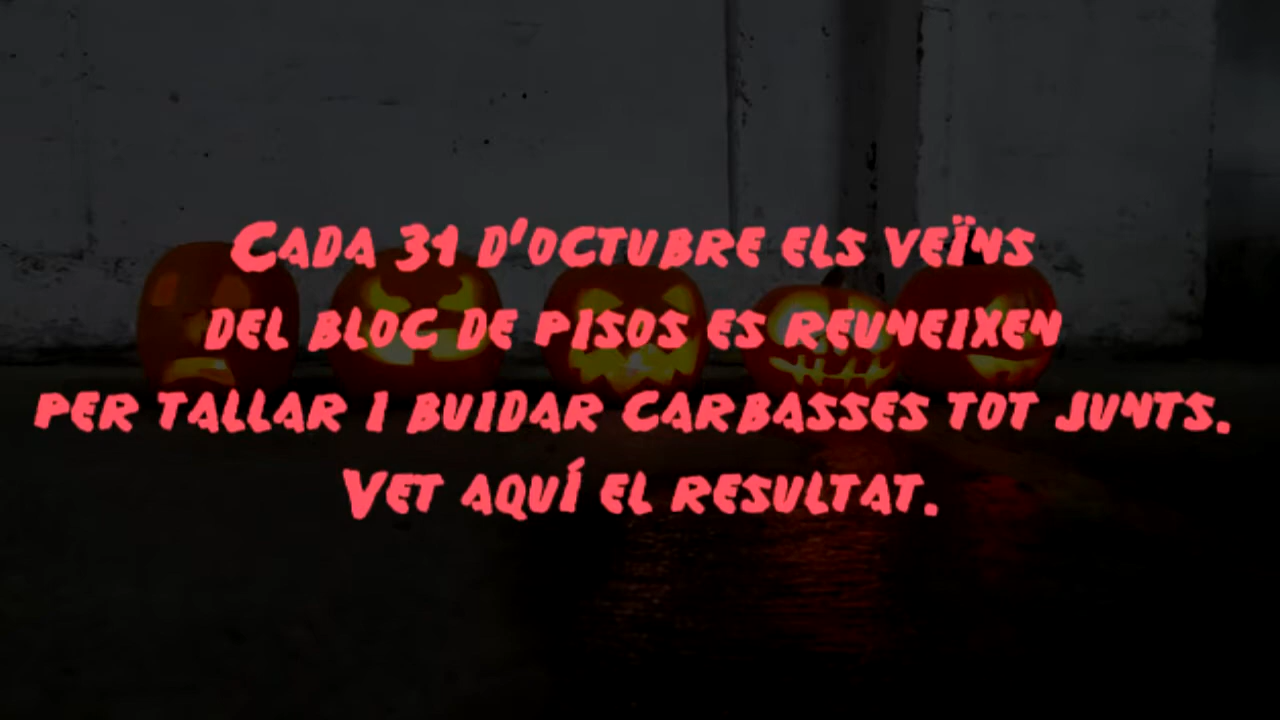 Cada 31 d'octubre els veïns
del bloc de pisos es reuneixen
per tallar i buidar carbasses tot junts.
Vet aquí el resultat.